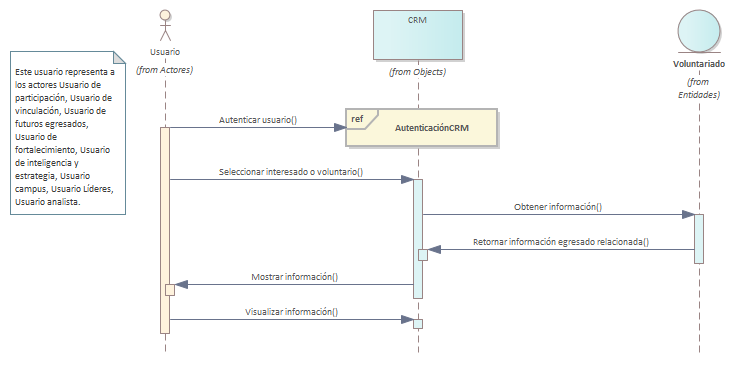 CRM
Usuario
(from Actores)
(from Objects)
Voluntariado
(from
Entidades)
Este usuario representa a
los actores Usuario de
participación, Usuario de
vinculación, Usuario de
futuros egresados,
Usuario de
fortalecimiento, Usuario
de inteligencia y
estrategia, Usuario
campus, Usuario Líderes,
Usuario analista.
Autenticar usuario()
ref
AutenticaciónCRM
Seleccionar interesado o voluntario()
Obtener información()
Retornar información egresado relacionada()
Mostrar información()
Visualizar información()